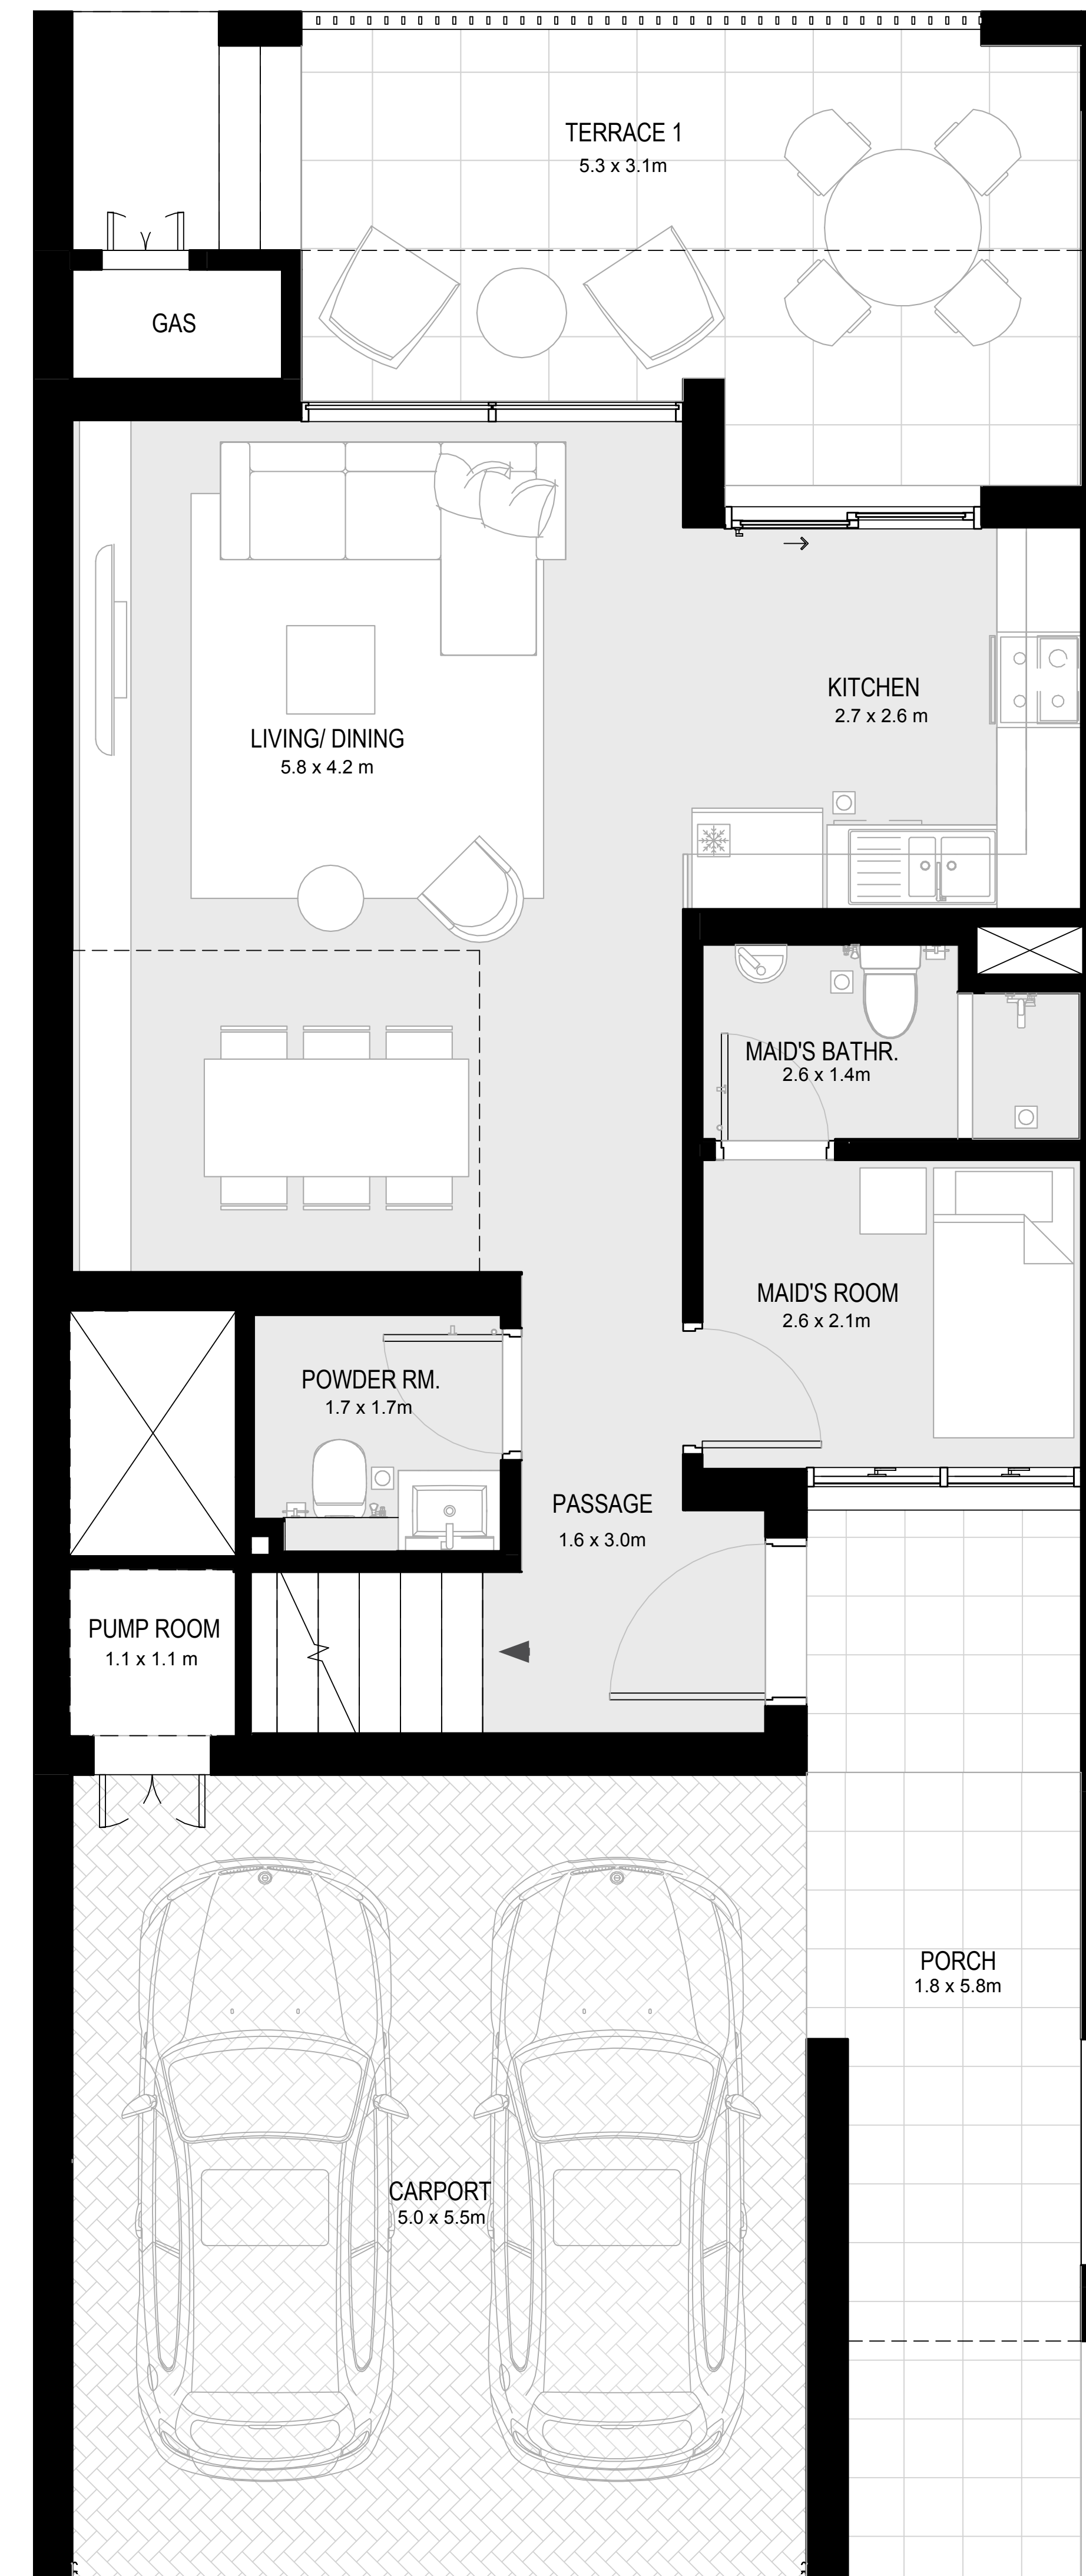 TERRACE 1
5.3 x 3.1m
GAS
KITCHEN
2.7 x 2.6 m
LIVING/ DINING
5.8 x 4.2 m
MAID'S BATHR.
2.6 x 1.4m
MAID'S ROOM
2.6 x 2.1m
POWDER RM.
1.7 x 1.7m
PASSAGE
1.6 x 3.0m
PUMP ROOM
1.1 x 1.1 m
PORCH
1.8 x 5.8m
CARPORT
5.0 x 5.5m